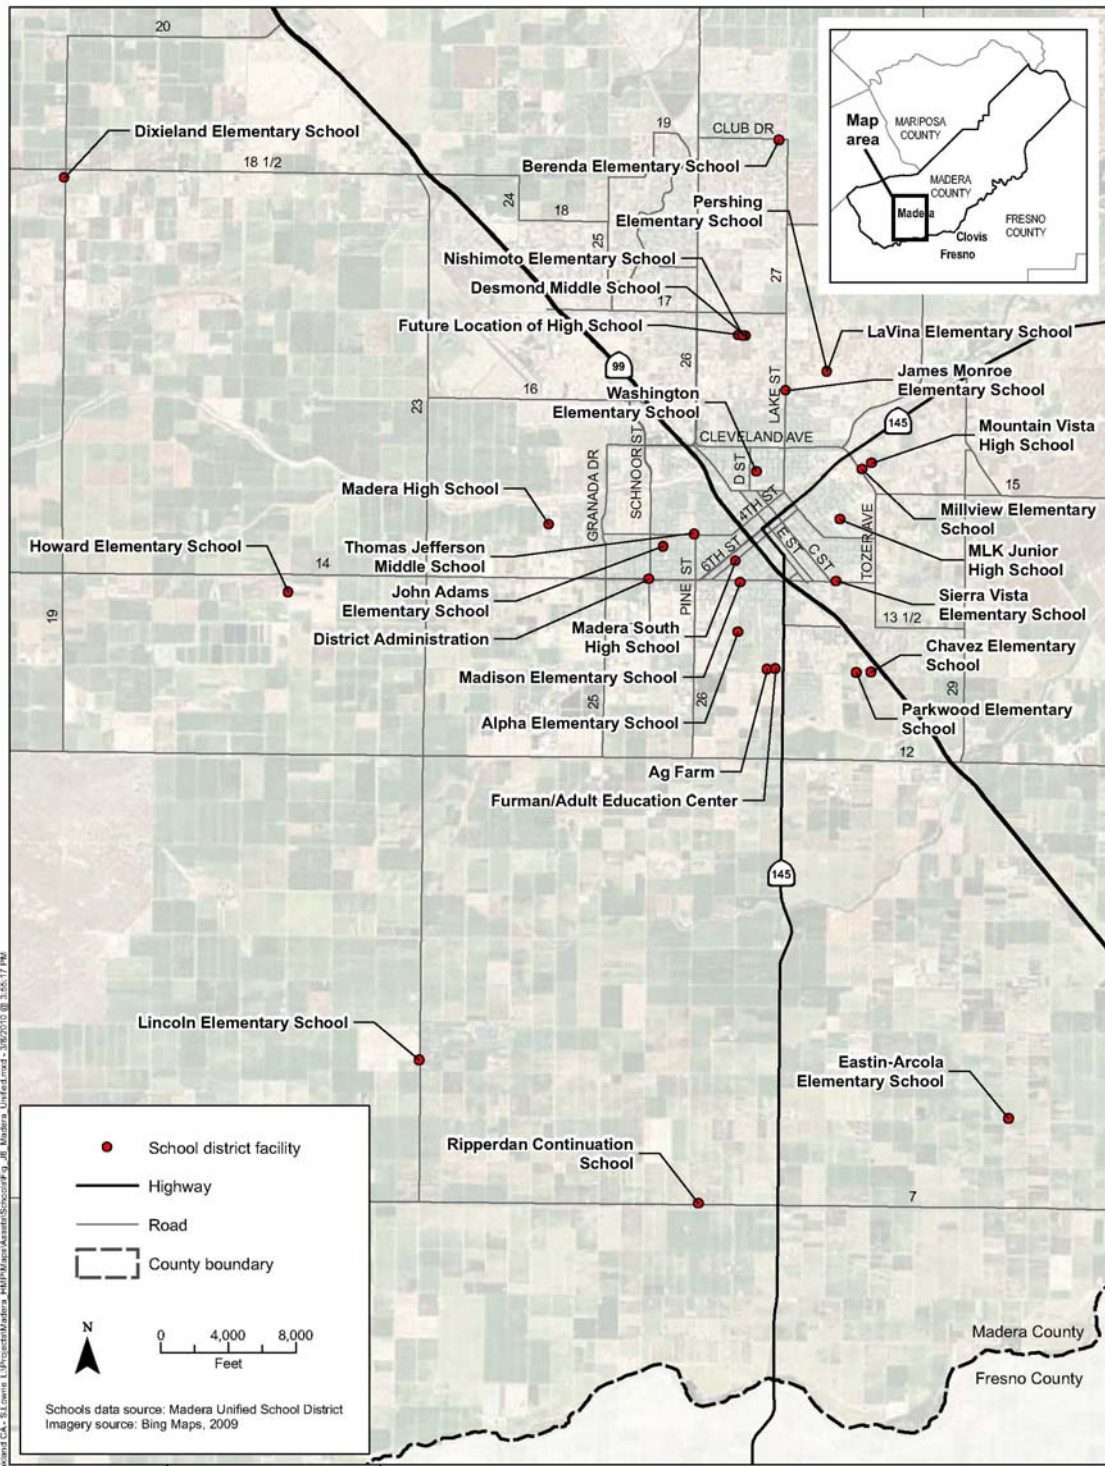 20
Dixieland Elementary School
18 1/2
19
CLUB DR
Berenda Elementary School
24
18
Pershing
Elementary School
25
Nishimoto Elementary School
27
Desmond Middle School
17
Future Location of High School
LaVina Elementary School
26
99
16
Washington
Elementary School
LAKE ST
James Monroe
Elementary School
23
145
CLEVELAND AVE
Mountain Vista
High School
GRANADA DR
SCHNOOR ST
D ST
15
Madera High School
4TH ST
Millview Elementary
School
Howard Elementary School
Thomas Jefferson
Middle School
6TH ST
E ST
C ST
TOZER AVE
MLK Junior
High School
14
19
John Adams
Elementary School
PINE ST
Sierra Vista
Elementary School
District Administration
Madera South
High School
13 1/2
Chavez Elementary
School
Madison Elementary School
25
26
29
Alpha Elementary School
Parkwood Elementary
School
12
Ag Farm
Furman/Adult Education Center
145
Lincoln Elementary School
Eastin-Arcola
Elementary School
Ripperdan Continuation
School
7
Madera County
Fresno County
Map
area
MARIPOSA
COUNTY
MADERA
COUNTY
Madera
FRESNO
COUNTY
Clovis
Fresno
School district facility
Highway
Road
County boundary
N
0 4,000 8,000
Feet
Schools data source: Madera Unified School District
Imagery source: Bing Maps, 2009